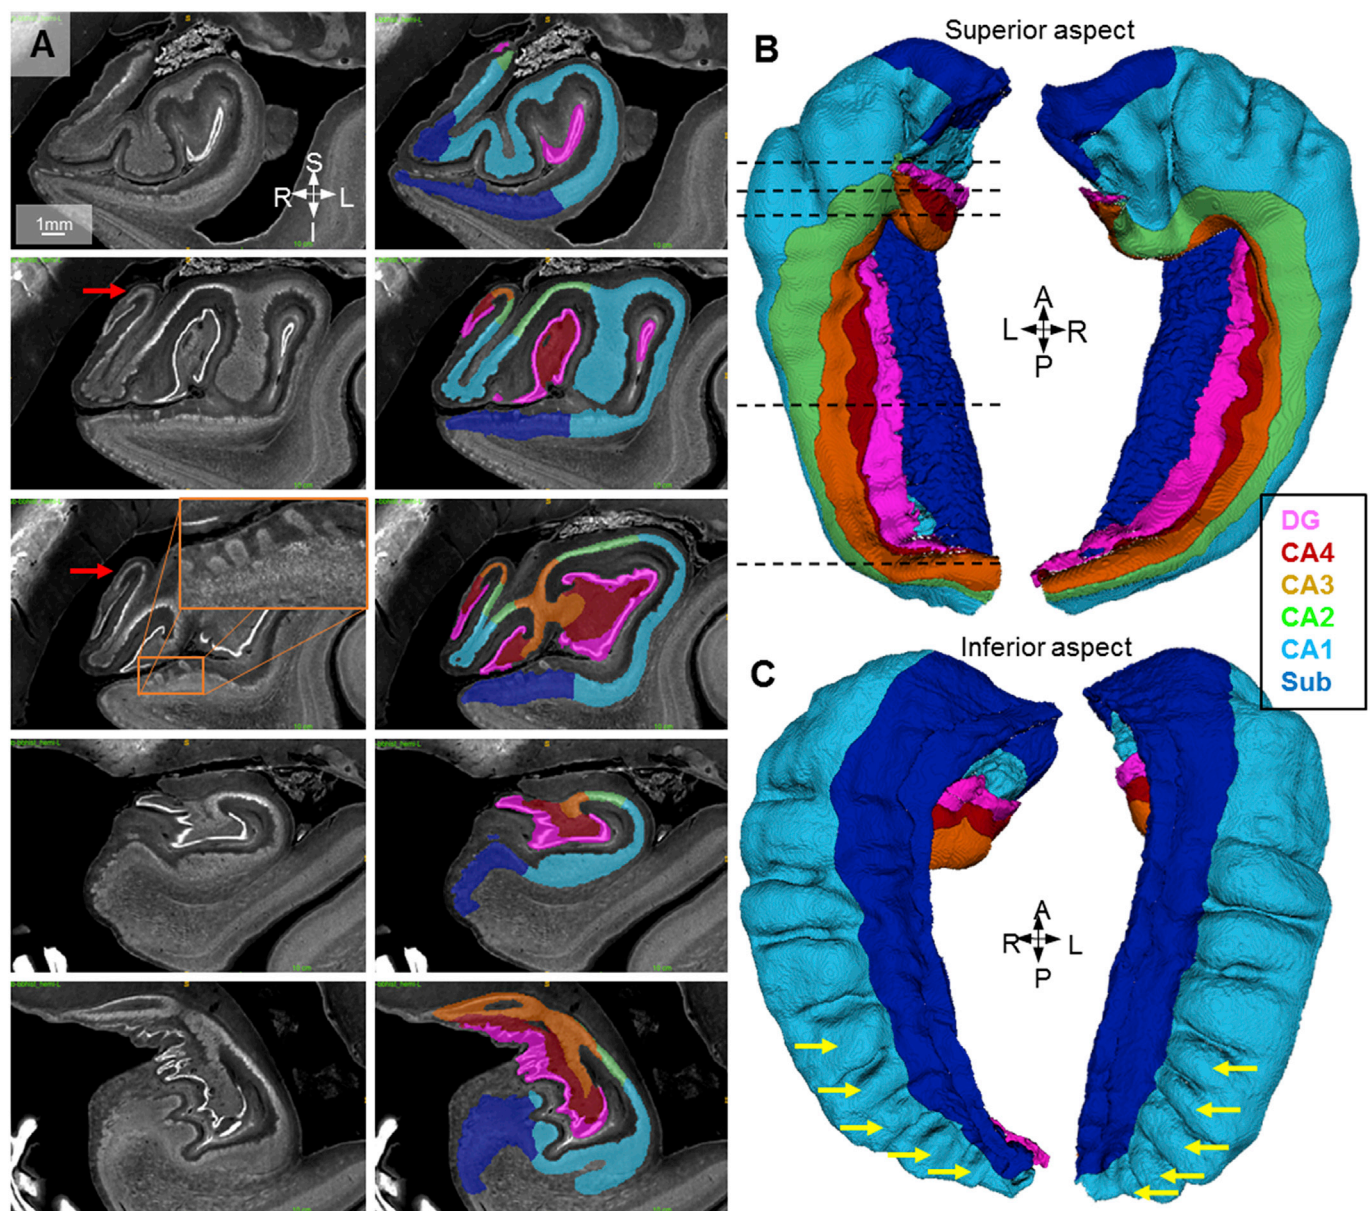 A
S
R L
I
1mm
B
Superior aspect
A
L R
P
DG
CA4
CA3
CA2
CA1
Sub
Inferior aspect
C
A
R L
P